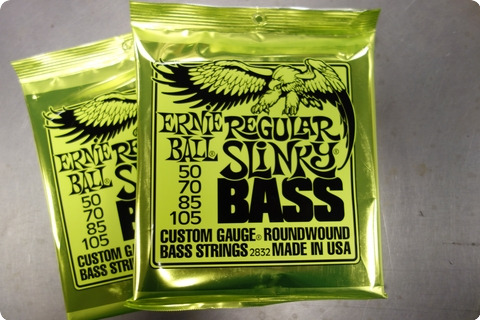 ERNIE BALL®
REGULAR SLINKY®
BASS
50
70
85
105
CUSTOM GAUGE® ROUNDWOUND
BASS STRINGS 2832 MADE IN USA
ERNIE BALL
50
70
85
105
CUSTOM GAUGE
BASS STRIN